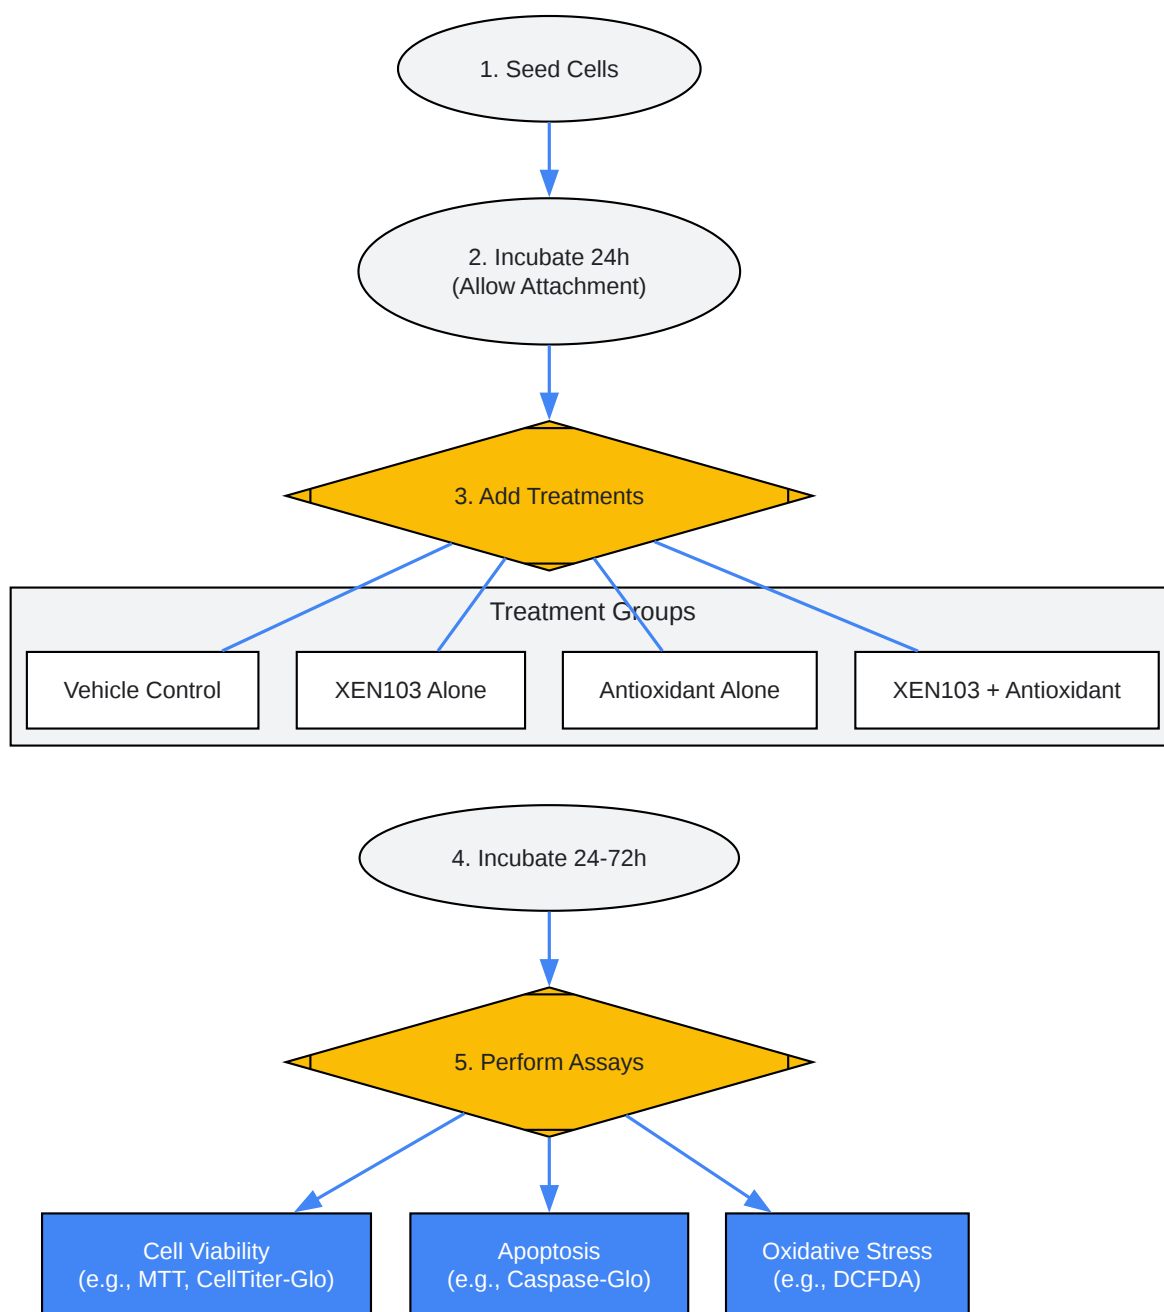 1. Seed Cells
2. Incubate 24h
(Allow Attachment)
3. Add Treatments
Treatment Groups
Vehicle Control
XEN103 Alone
Antioxidant Alone
XEN103 + Antioxidant
4. Incubate 24-72h
5. Perform Assays
Cell Viability
(e.g., MTT, CellTiter-Glo)
Apoptosis
(e.g., Caspase-Glo)
Oxidative Stress
(e.g., DCFDA)